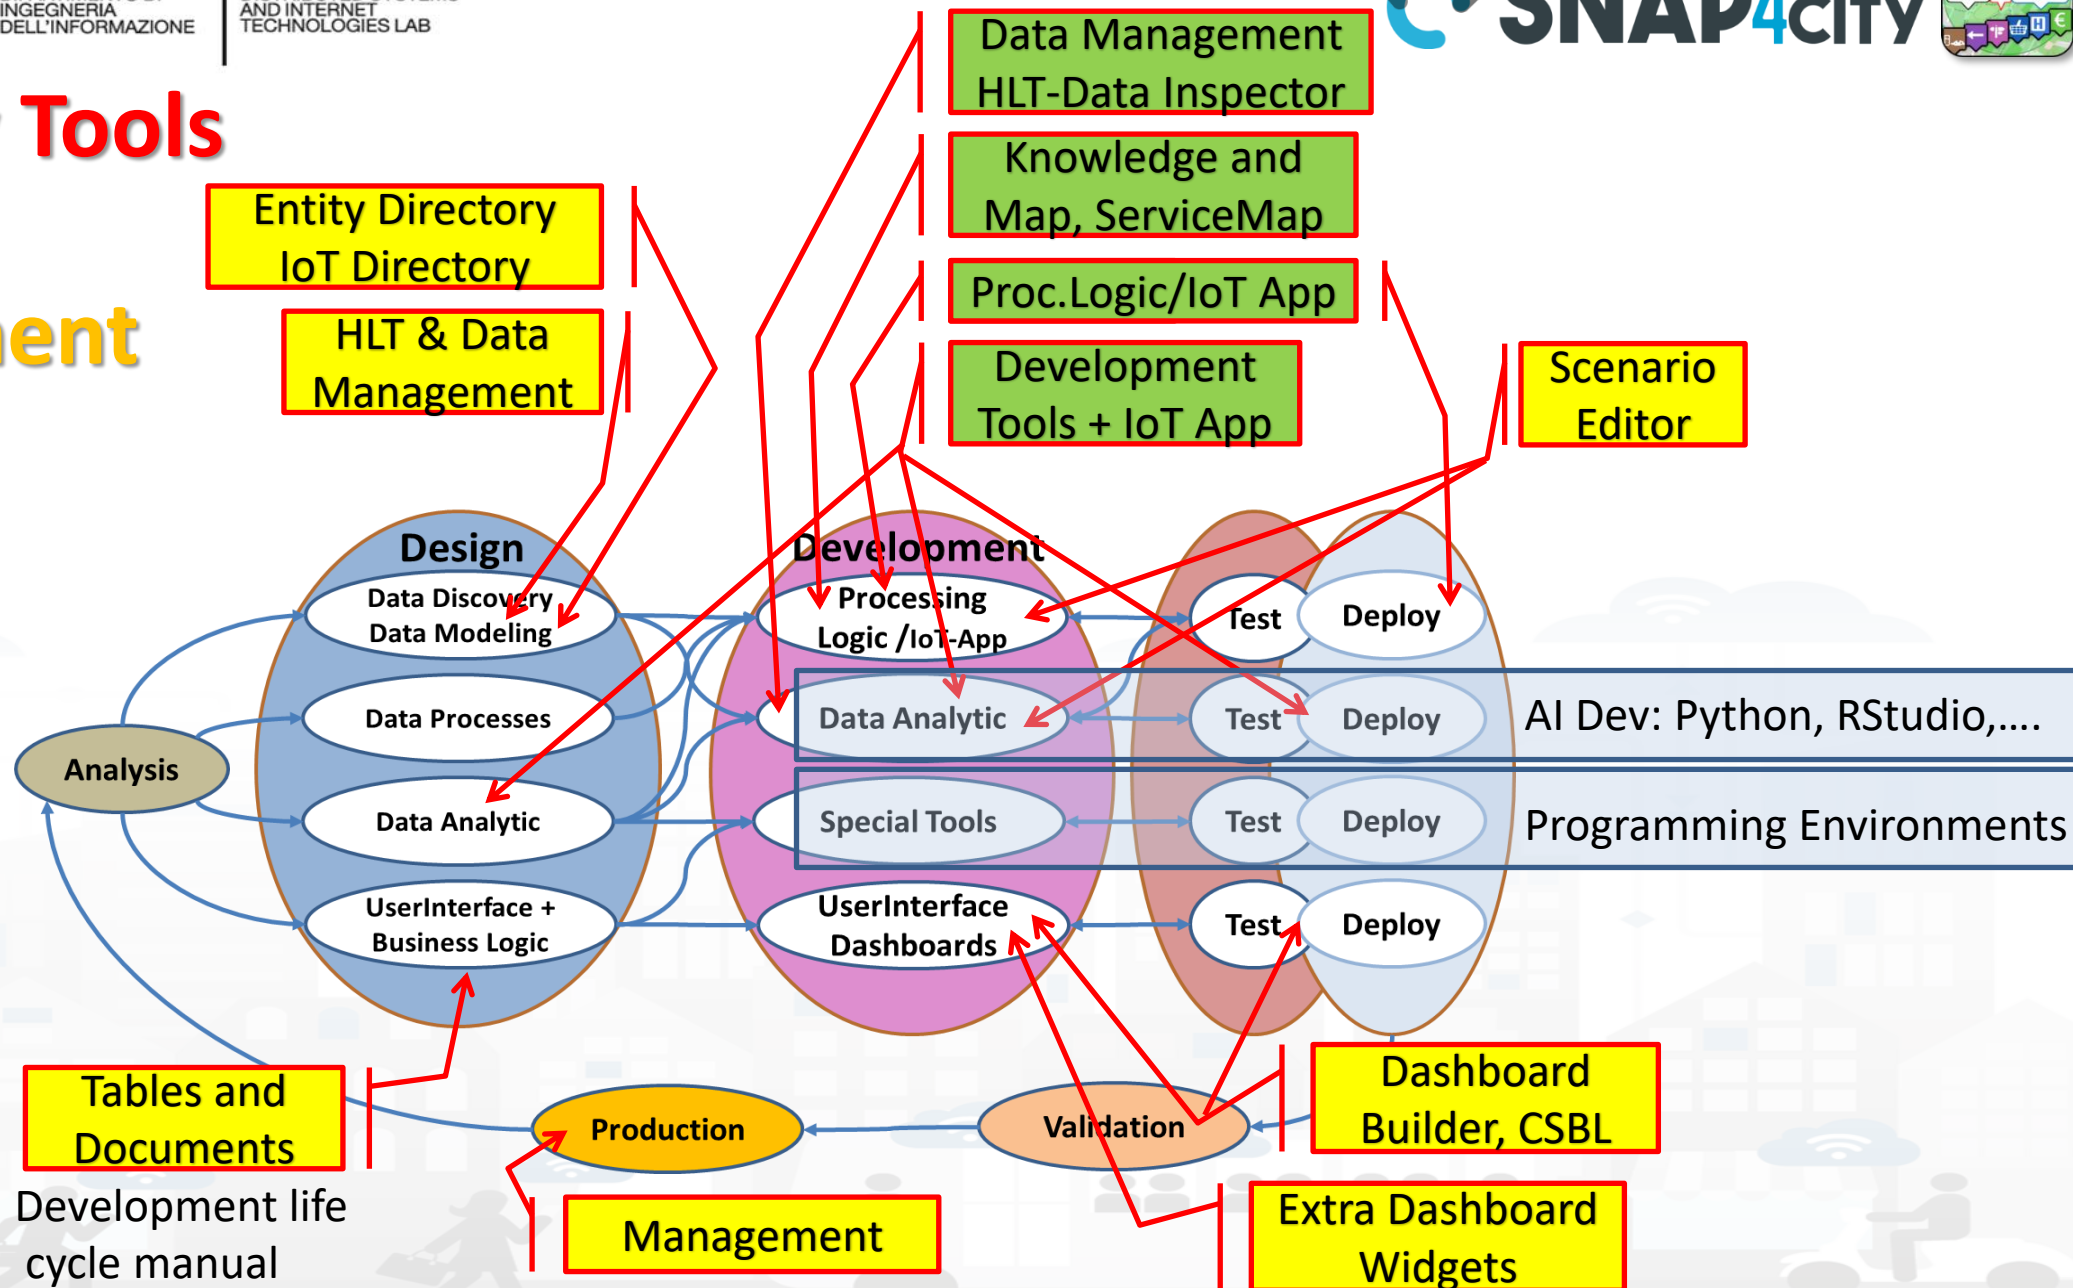 INGEGNERIA
DELL'INFORMAZIONE
AND INTERNET
TECHNOLOGIES LAB
SNAP4CITY
Tools
Data Management
HLT-Data Inspector
Knowledge and
Map, ServiceMap
Entity Directory
IoT Directory
Proc.Logic/IoT App
HLT & Data
Management
Development
Tools + IoT App
Scenario
Editor
Design
Data Discovery
Data Modeling
Data Processes
Data Analytic
UserInterface +
Business Logic
Development
Processing
Logic /IoT-App
Data Analytic
Special Tools
UserInterface
Dashboards
Test
Deploy
Test
Deploy
AI Dev: Python, RStudio,....
Test
Deploy
Programming Environments
Test
Deploy
Analysis
Production
Validation
Tables and
Documents
Development life
cycle manual
Management
Dashboard
Builder, CSBL
Extra Dashboard
Widgets